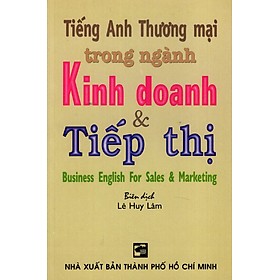 Tiếng Anh Thương mại
trong ngành
Kinh doanh
&
Tiếp thị
Business English For Sales & Marketing
Biên dịch
Lê Huy Lâm
NHÀ XUẤT BẢN THÀNH PHỐ HỒ CHÍ MINH